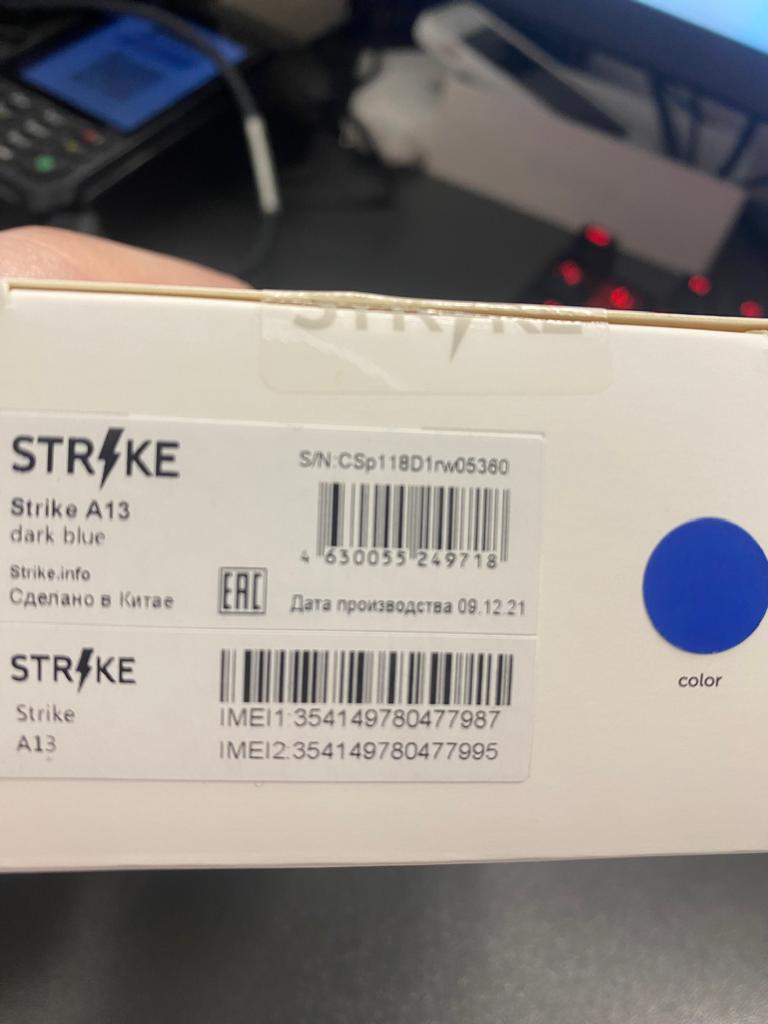 STRIKE
STRIKE
Strike A13
dark blue
Strike.info
Сделано в Китае
EAC
S/N:CSp118D1rw05360
4 630055 249718
Дата производства 09.12.21
STRIKE
Strike
A13
IMEI1:354149780477987
IMEI2:354149780477995
color